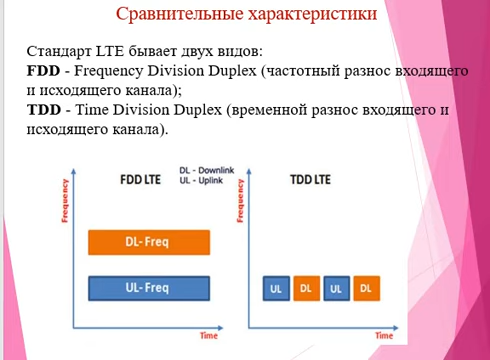 Сравнительные характеристики
Стандарт LTE бывает двух видов:
FDD - Frequency Division Duplex (частотный разнос входящего
и исходящего канала);
TDD - Time Division Duplex (временной разнос входящего и
исходящего канала).
FDD LTE
DL - Downlink
UL - Uplink
TDD LTE
Frequency
DL- Freq
UL- Freq
Time
Frequency
UL
DL
UL
DL
Time